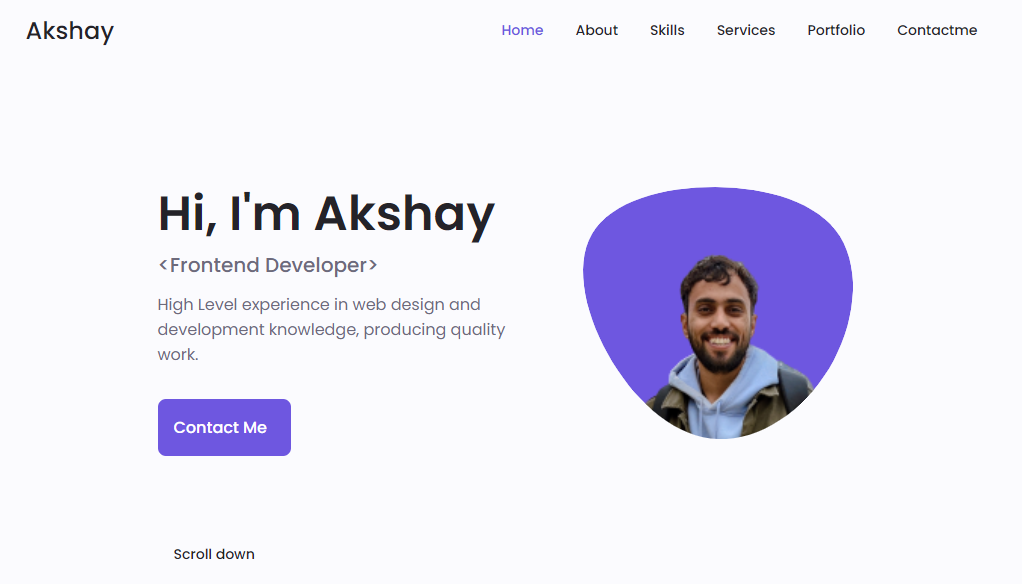 Akshay
Home About Skills Services Portfolio Contactme
Hi, I'm Akshay
<Frontend Developer>
High Level experience in web design and
development knowledge, producing quality
work.
Contact Me
Scroll down